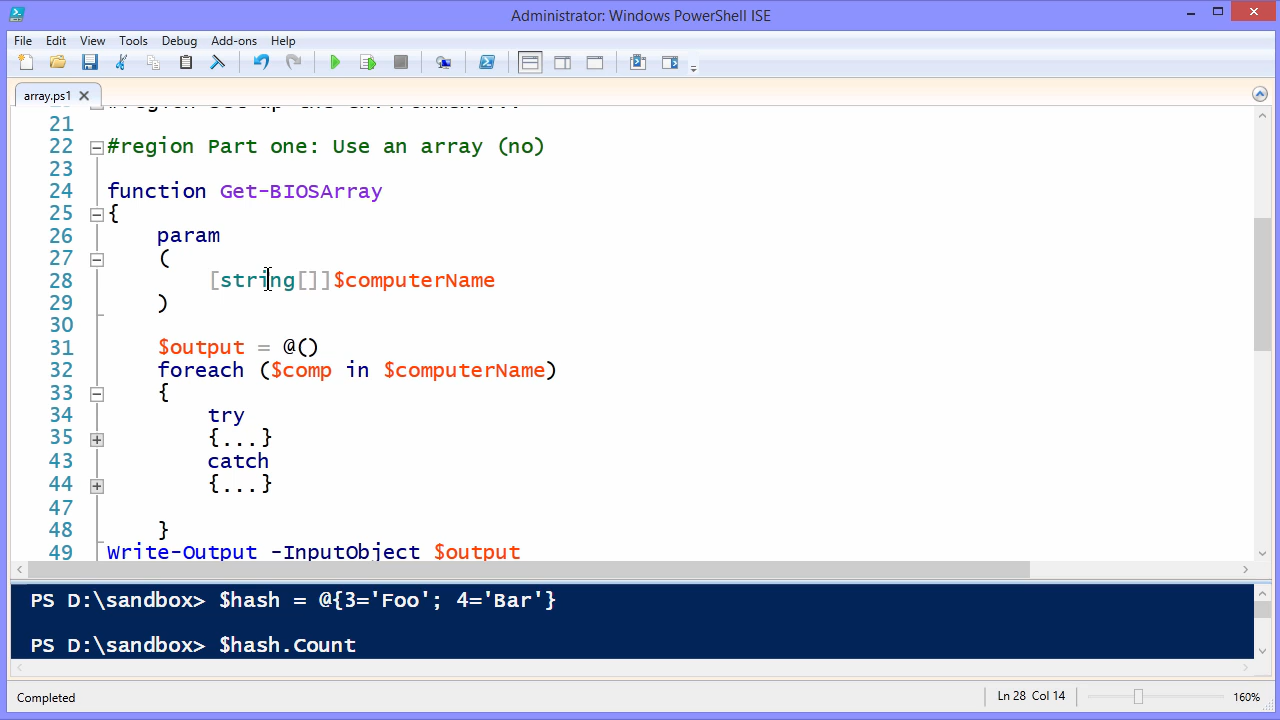 Administrator: Windows PowerShell ISE
File Edit View Tools Debug Add-ons Help
array.ps1
21
22 #region Part one: Use an array (no)
23
24 function Get-BIOSArray
25 {
26 param
27 (
28 [string[]]$computerName
29 )
30
31 $output = @()
32 foreach ($comp in $computerName)
33 {
34 try
35 {...}
43 catch
44 {...}
47
48 }
49 Write-Output -InputObject $output
PS D:\sandbox> $hash = @{3='Foo'; 4='Bar'}
PS D:\sandbox> $hash.Count
Completed Ln 28 Col 14 160%